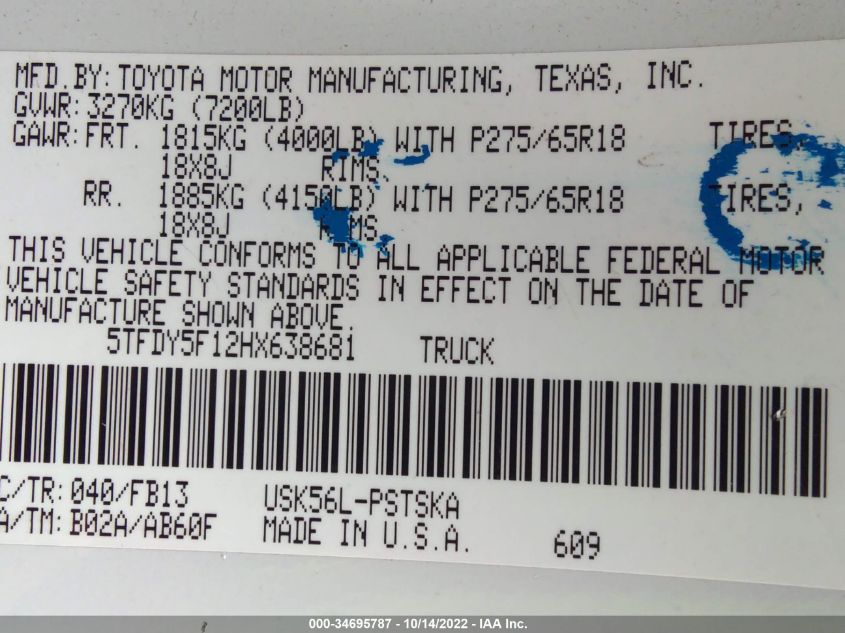 MFD.BY: TOYOTA MOTOR MANUFACTURING, TEXAS, INC.
GVWR: 3270KG (7200LB)
GAWR: FRT. 1815KG (4000LB) WITH P275/65R18 TIRES,
18X8J RIMS,
RR. 1885KG (4150LB) WITH P275/65R18 TIRES,
18X8J RIMS
THIS VEHICLE CONFORMS TO ALL APPLICABLE FEDERAL MOTOR
VEHICLE SAFETY STANDARDS IN EFFECT ON THE DATE OF
MANUFACTURE SHOWN ABOVE.
5TFDY5F12HX638681 TRUCK
C/TR: 040/FB13 USK56L-PSTSKA
A/TM: B02A/AB60F MADE IN U.S.A. 609
000-34695787 - 10/14/2022 - IAA Inc.